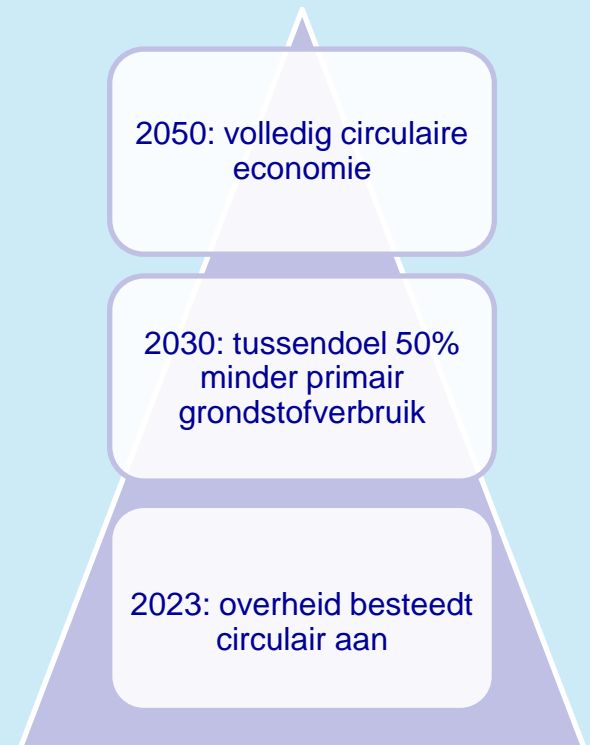 2050: volledig circulaire
economie
2030: tussendoel 50%
minder primair
grondstofverbruik
2023: overheid besteedt
circulair aan